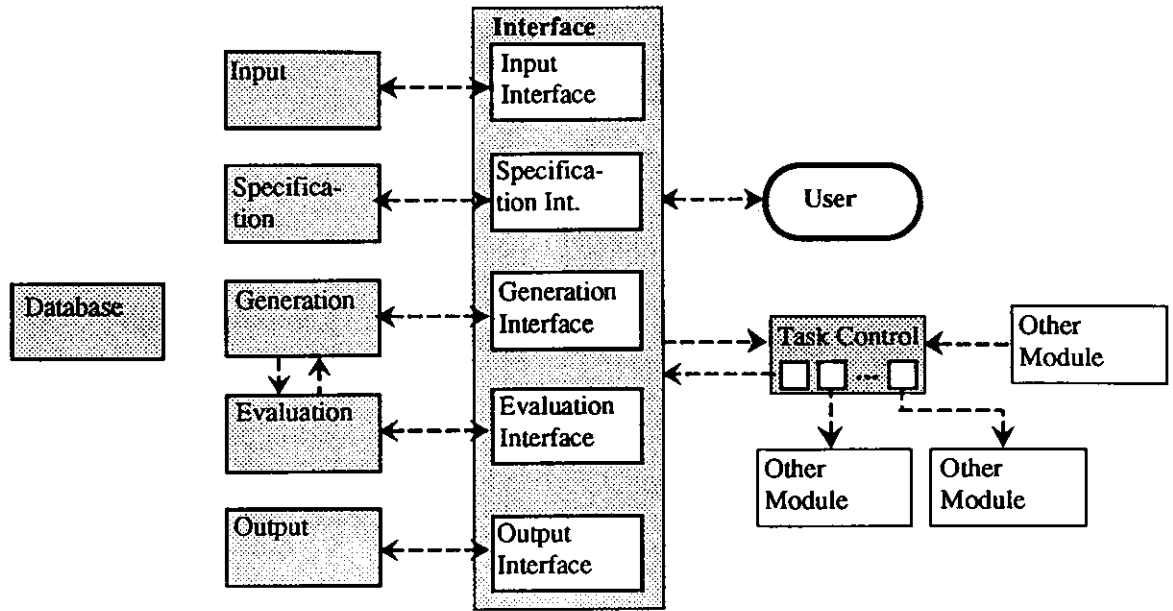 Interface
Input
Input
Interface
Specifica-
tion
Specifica-
tion Int.
User
Database
Generation
Generation
Interface
Task Control
Other
Module
Evaluation
Evaluation
Interface
Other
Module
Other
Module
Output
Output
Interface